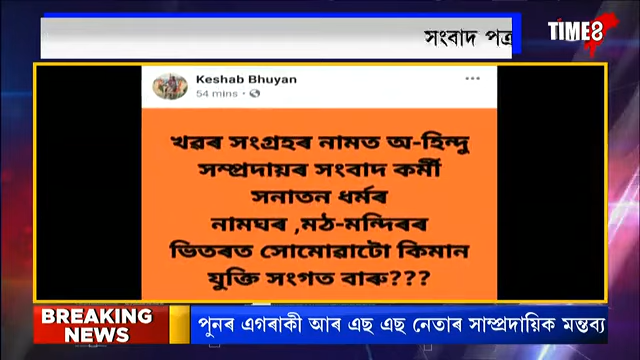 সংবাদ পত্ৰ
TIME8
Keshab Bhuyan
54 mins
খৱৰ সংগ্ৰহৰ নামত অ-হিন্দু
সম্প্ৰদায়ৰ সংবাদ কৰ্মী
সনাতন ধৰ্মৰ
নামঘৰ ,মঠ-মন্দিৰৰ
ভিতৰত সোমোৱাটো কিমান
যুক্তি সংগত বাৰু???
BREAKING
NEWS
পুনৰ এগৰাকী আৰ এছ এছ নেতাৰ সাম্প্ৰদায়িক মন্তব্য